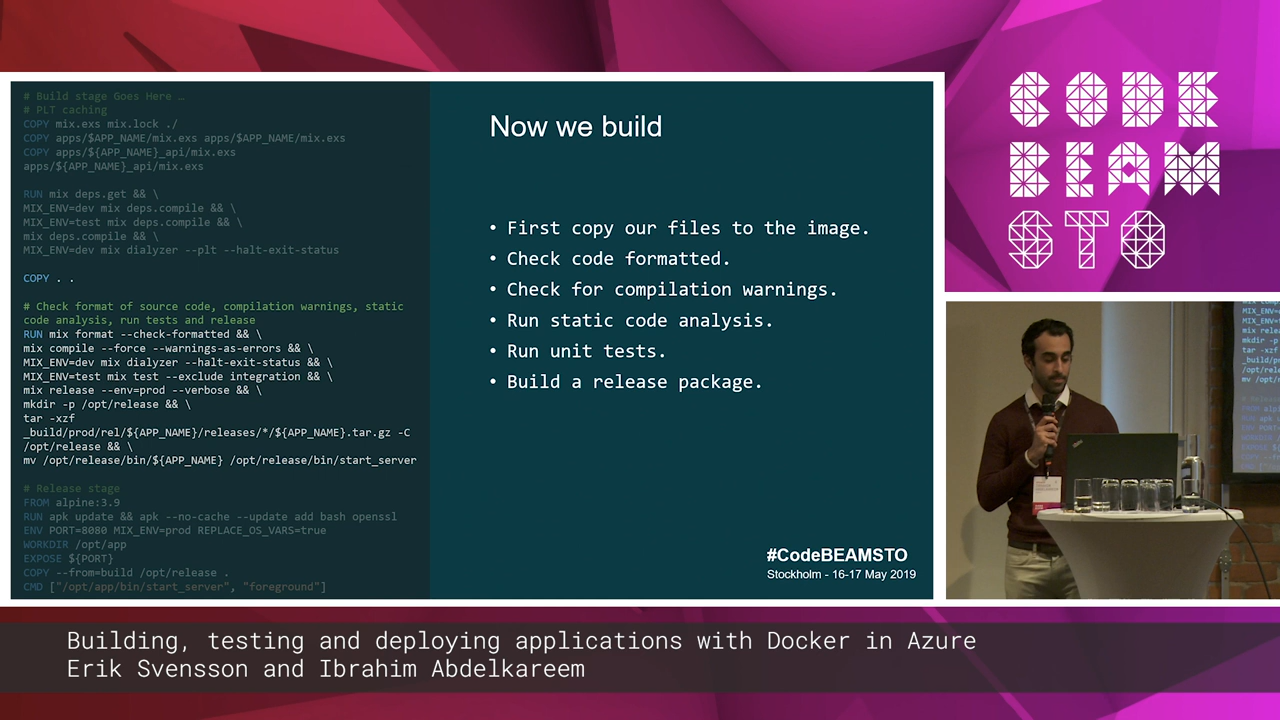 # Build stage Goes Here …
# PLT caching
COPY mix.exs mix.lock ./
COPY apps/$APP_NAME/mix.exs apps/$APP_NAME/mix.exs
COPY apps/${APP_NAME}_api/mix.exs
apps/${APP_NAME}_api/mix.exs
RUN mix deps.get && \
MIX_ENV=dev mix deps.compile && \
MIX_ENV=test mix deps.compile && \
mix deps.compile && \
MIX_ENV=dev mix dialyzer --plt --halt-exit-status
COPY . .
# Check format of source code, compilation warnings, static
code analysis, run tests and release
RUN mix format --check-formatted && \
mix compile --force --warnings-as-errors && \
MIX_ENV=dev mix dialyzer --halt-exit-status && \
MIX_ENV=test mix test --exclude integration && \
mix release --env=prod --verbose && \
mkdir -p /opt/release && \
tar -xzf
_build/prod/rel/${APP_NAME}/releases/*/${APP_NAME}.tar.gz -C
/opt/release && \
mv /opt/release/bin/${APP_NAME} /opt/release/bin/start_server
# Release stage
FROM alpine:3.9
RUN apk update && apk --no-cache --update add bash openssl
ENV PORT=8080 MIX_ENV=prod REPLACE_OS_VARS=true
WORKDIR /opt/app
EXPOSE ${PORT}
COPY --from=build /opt/release .
CMD ["/opt/app/bin/start_server", "foreground"]
Now we build
• First copy our files to the image.
• Check code formatted.
• Check for compilation warnings.
• Run static code analysis.
• Run unit tests.
• Build a release package.
#CodeBEAMSTO
Stockholm - 16-17 May 2019
CODE
BEAM
STO
Building, testing and deploying applications with Docker in Azure
Erik Svensson and Ibrahim Abdelkareem